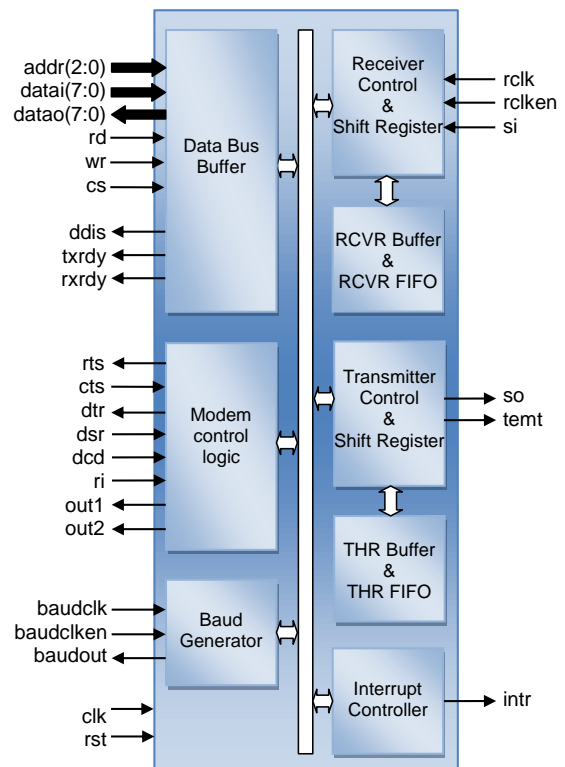 addr(2:0)
datai(7:0)
datao(7:0)
rd
wr
cs
ddis
txrdy
rxrdy
Data Bus
Buffer
rts
cts
dtr
dsr
dcd
ri
out1
out2
Modem
control
logic
baudclk
baudclken
baudout
Baud
Generator
clk
rst
Receiver
Control
&
Shift Register
rclk
rclken
si
RCVR Buffer
&
RCVR FIFO
Transmitter
Control
&
Shift Register
so
temt
THR Buffer
&
THR FIFO
Interrupt
Controller
intr